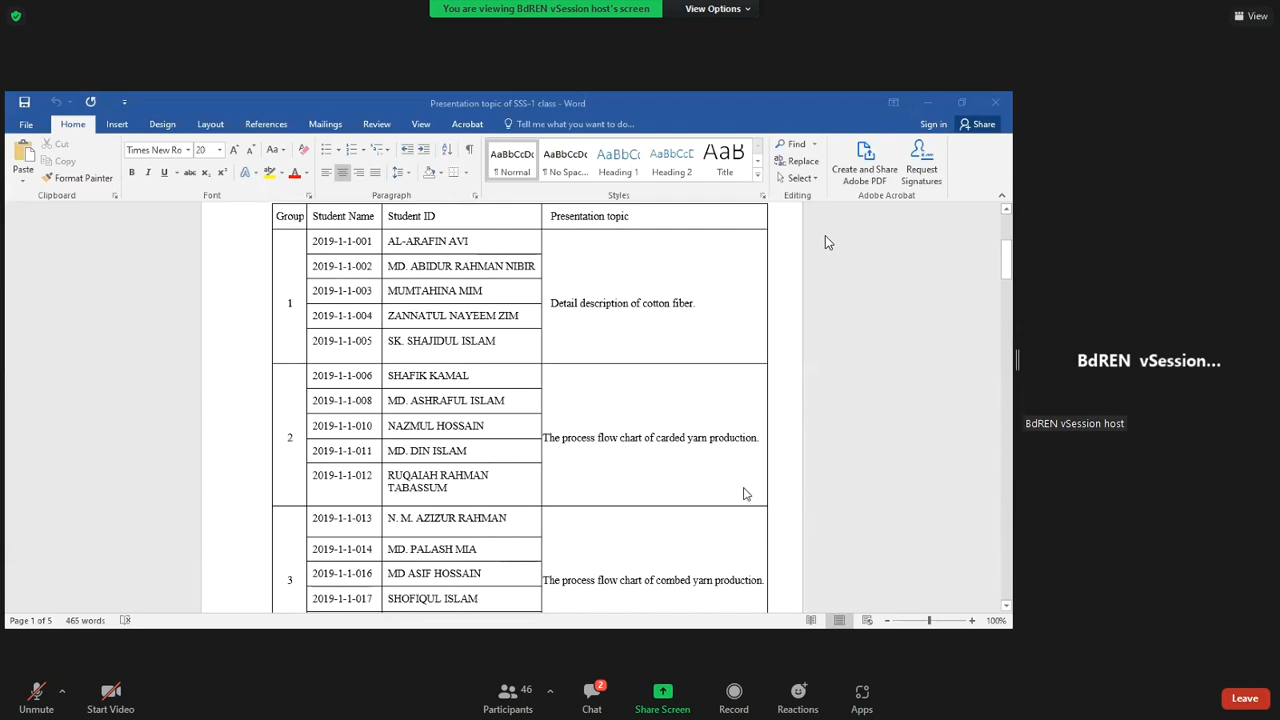 You are viewing BdREN vSession host's screen
View Options
View
Presentation topic of SSS-1 class - Word
File Home Insert Design Layout References Mailings Review View Acrobat Tell me what you want to do... Sign in Share
Cut
Copy
Format Painter
Paste
Clipboard
Times New Ro 20
Font
Paragraph
AaBbCcDc AaBbCcDc AaBbCc AaBbCcD AaB
¶ Normal ¶ No Spac... Heading 1 Heading 2 Title
Styles
Find
Replace
Select
Editing
Create and Share Adobe PDF
Request Signatures
Adobe Acrobat
Group Student Name Student ID Presentation topic
1
2019-1-1-001 AL-ARAFIN AVI
2019-1-1-002 MD. ABIDUR RAHMAN NIBIR
2019-1-1-003 MUMTAHINA MIM
2019-1-1-004 ZANNATUL NAYEEM ZIM
2019-1-1-005 SK. SHAJIDUL ISLAM
Detail description of cotton fiber.
2
2019-1-1-006 SHAFIK KAMAL
2019-1-1-008 MD. ASHRAFUL ISLAM
2019-1-1-010 NAZMUL HOSSAIN
2019-1-1-011 MD. DIN ISLAM
2019-1-1-012 RUQAIAH RAHMAN
TABASSUM
The process flow chart of carded yarn production.
3
2019-1-1-013 N. M. AZIZUR RAHMAN
2019-1-1-014 MD. PALASH MIA
2019-1-1-016 MD ASIF HOSSAIN
2019-1-1-017 SHOFIQUL ISLAM
The process flow chart of combed yarn production.
Page 1 of 5 465 words 100%
BdREN vSession...
BdREN vSession host
Unmute
Start Video
46
Participants
2
Chat
Share Screen
Record
Reactions
Apps
Leave